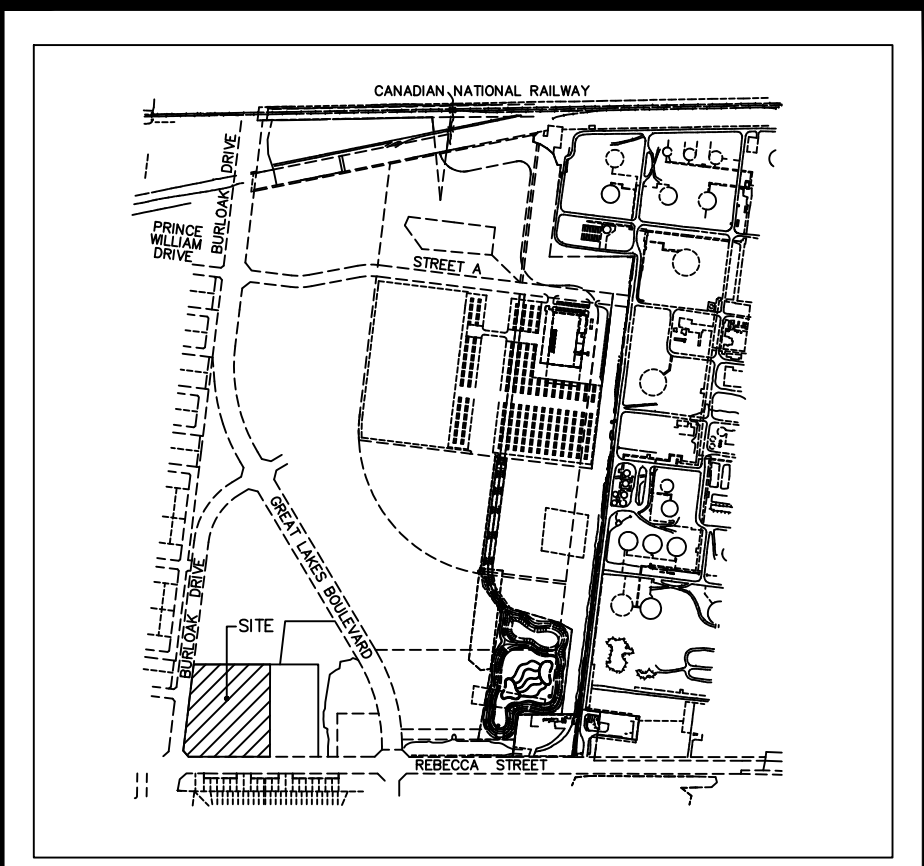 CANADIAN NATIONAL RAILWAY
BURLOAK DRIVE
PRINCE
WILLIAM
DRIVE
STREET A
GREAT LAKES BOULEVARD
BURLOAK DRIVE
SITE
REBECCA STREET